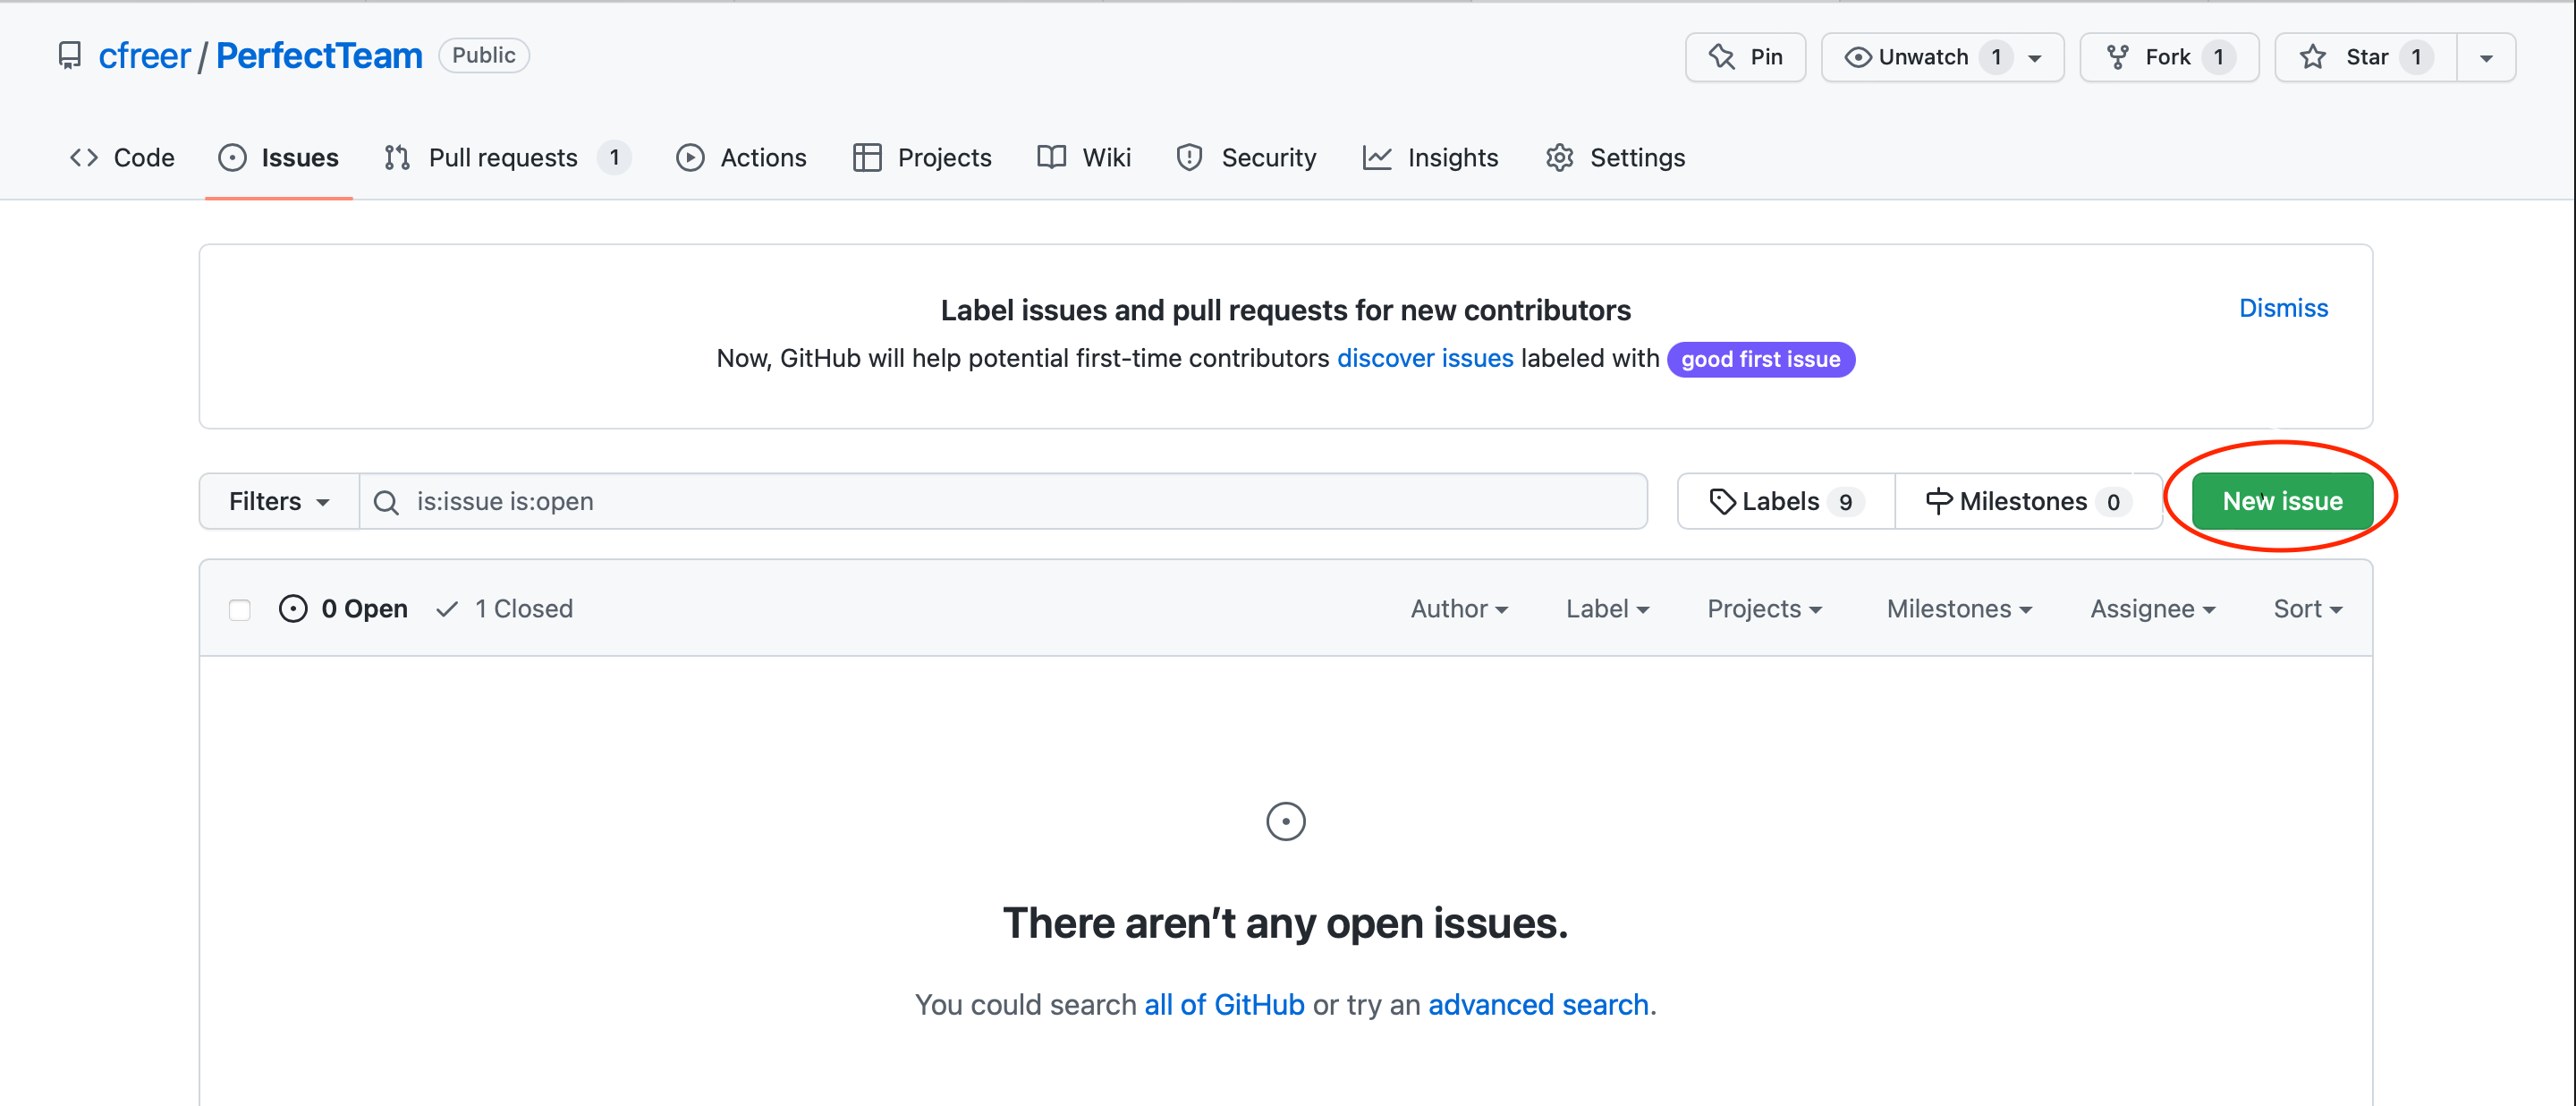 cfreer / PerfectTeam Public
Pin Unwatch 1 Fork 1 Star 1
Code Issues Pull requests 1 Actions Projects Wiki Security Insights Settings
Label issues and pull requests for new contributors
Dismiss
Now, GitHub will help potential first-time contributors discover issues labeled with good first issue
Filters is:issue is:open Labels 9 Milestones 0 New issue
0 Open 1 Closed Author Label Projects Milestones Assignee Sort
There aren’t any open issues.
You could search all of GitHub or try an advanced search.